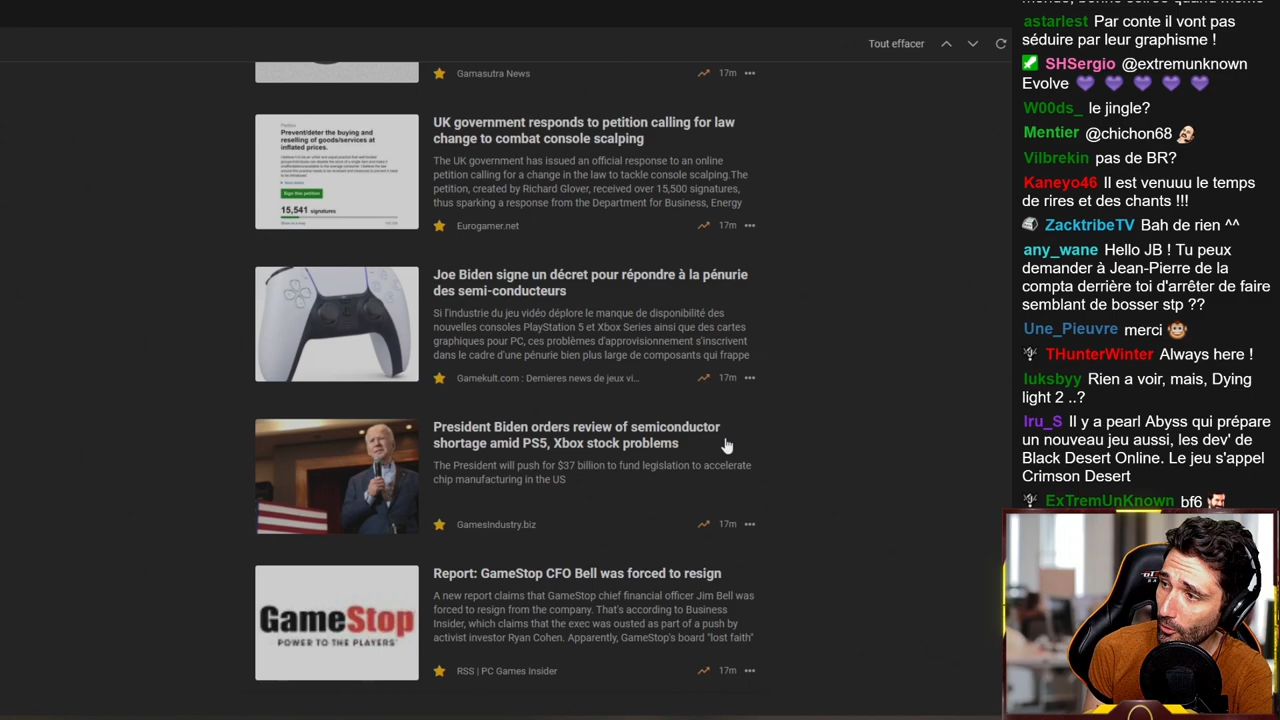 Tout effacer
Gamasutra News
17m
Petition
Prevent/deter the buying and
reselling of goods/services at
inflated prices.
Sign this petition
15,541 signatures
UK government responds to petition calling for law
change to combat console scalping
The UK government has issued an official response to an online
petition calling for a change in the law to tackle console scalping.The
petition, created by Richard Glover, received over 15,500 signatures,
thus sparking a response from the Department for Business, Energy
Eurogamer.net
17m
Joe Biden signe un décret pour répondre à la pénurie
des semi-conducteurs
Si l'industrie du jeu vidéo déplore le manque de disponibilité des
nouvelles consoles PlayStation 5 et Xbox Series ainsi que des cartes
graphiques pour PC, ces problèmes d'approvisionnement s'inscrivent
dans le cadre d'une pénurie bien plus large de composants qui frappe
Gamekult.com : Dernieres news de jeux vi...
17m
President Biden orders review of semiconductor
shortage amid PS5, Xbox stock problems
The President will push for $37 billion to fund legislation to accelerate
chip manufacturing in the US
GamesIndustry.biz
17m
GameStop
POWER TO THE PLAYERS
Report: GameStop CFO Bell was forced to resign
A new report claims that GameStop chief financial officer Jim Bell was
forced to resign from the company. That's according to Business
Insider, which claims that the exec was ousted as part of a push by
activist investor Ryan Cohen. Apparently, GameStop's board "lost faith"
RSS | PC Games Insider
17m
astarlest Par conte il vont pas
séduire par leur graphisme !
SHSergio @extremunknown
Evolve
W00ds_ le jingle?
Mentier @chichon68
Vilbrekin pas de BF?
Kaneyo46 Il est venuu le temps
de rires et des chants !!!
ZacktribeTV Bah de rien ^^
any_wane Hello JB ! Tu peux
demander à Jean-Pierre de la
compta derrière toi d'arrêter de faire
semblant de bosser stp ??
Une_Pieuvre merci
THunterWinter Always here !
luksbyy Rien a voir, mais, Dying
light 2 ..?
Iru_S Il y a pearl Abyss qui prépare
un nouveau jeu aussi, les dev' de
Black Desert Online. Le jeu s'appel
Crimson Desert
ExTremUnKnown bf6